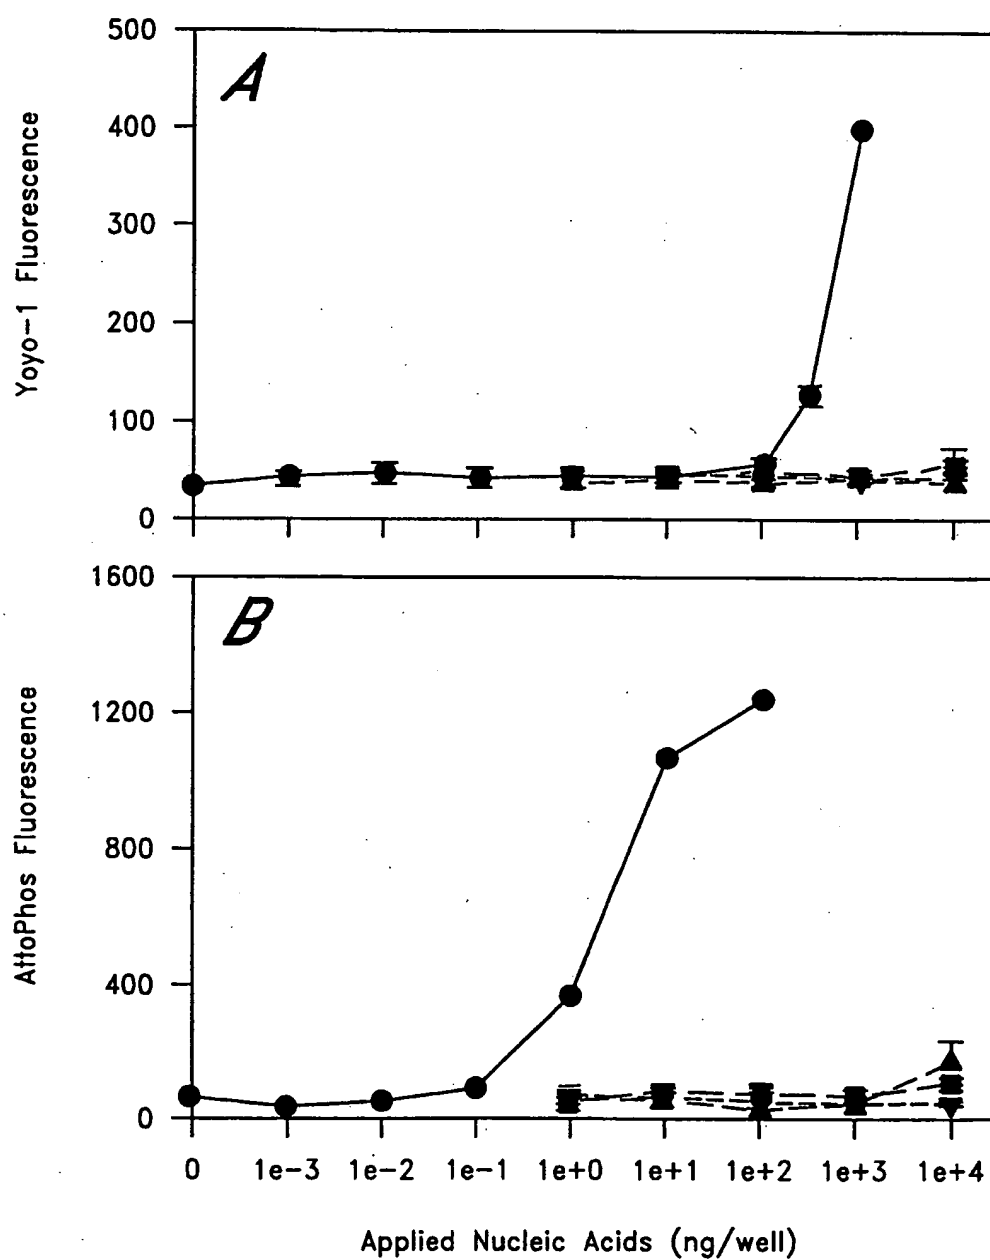 A
Yoyo-1 Fluorescence
500
400
300
200
100
0
B
AttoPhos Fluorescence
1600
1200
800
400
0
0 1e-3 1e-2 1e-1 1e+0 1e+1 1e+2 1e+3 1e+4
Applied Nucleic Acids (ng/well)